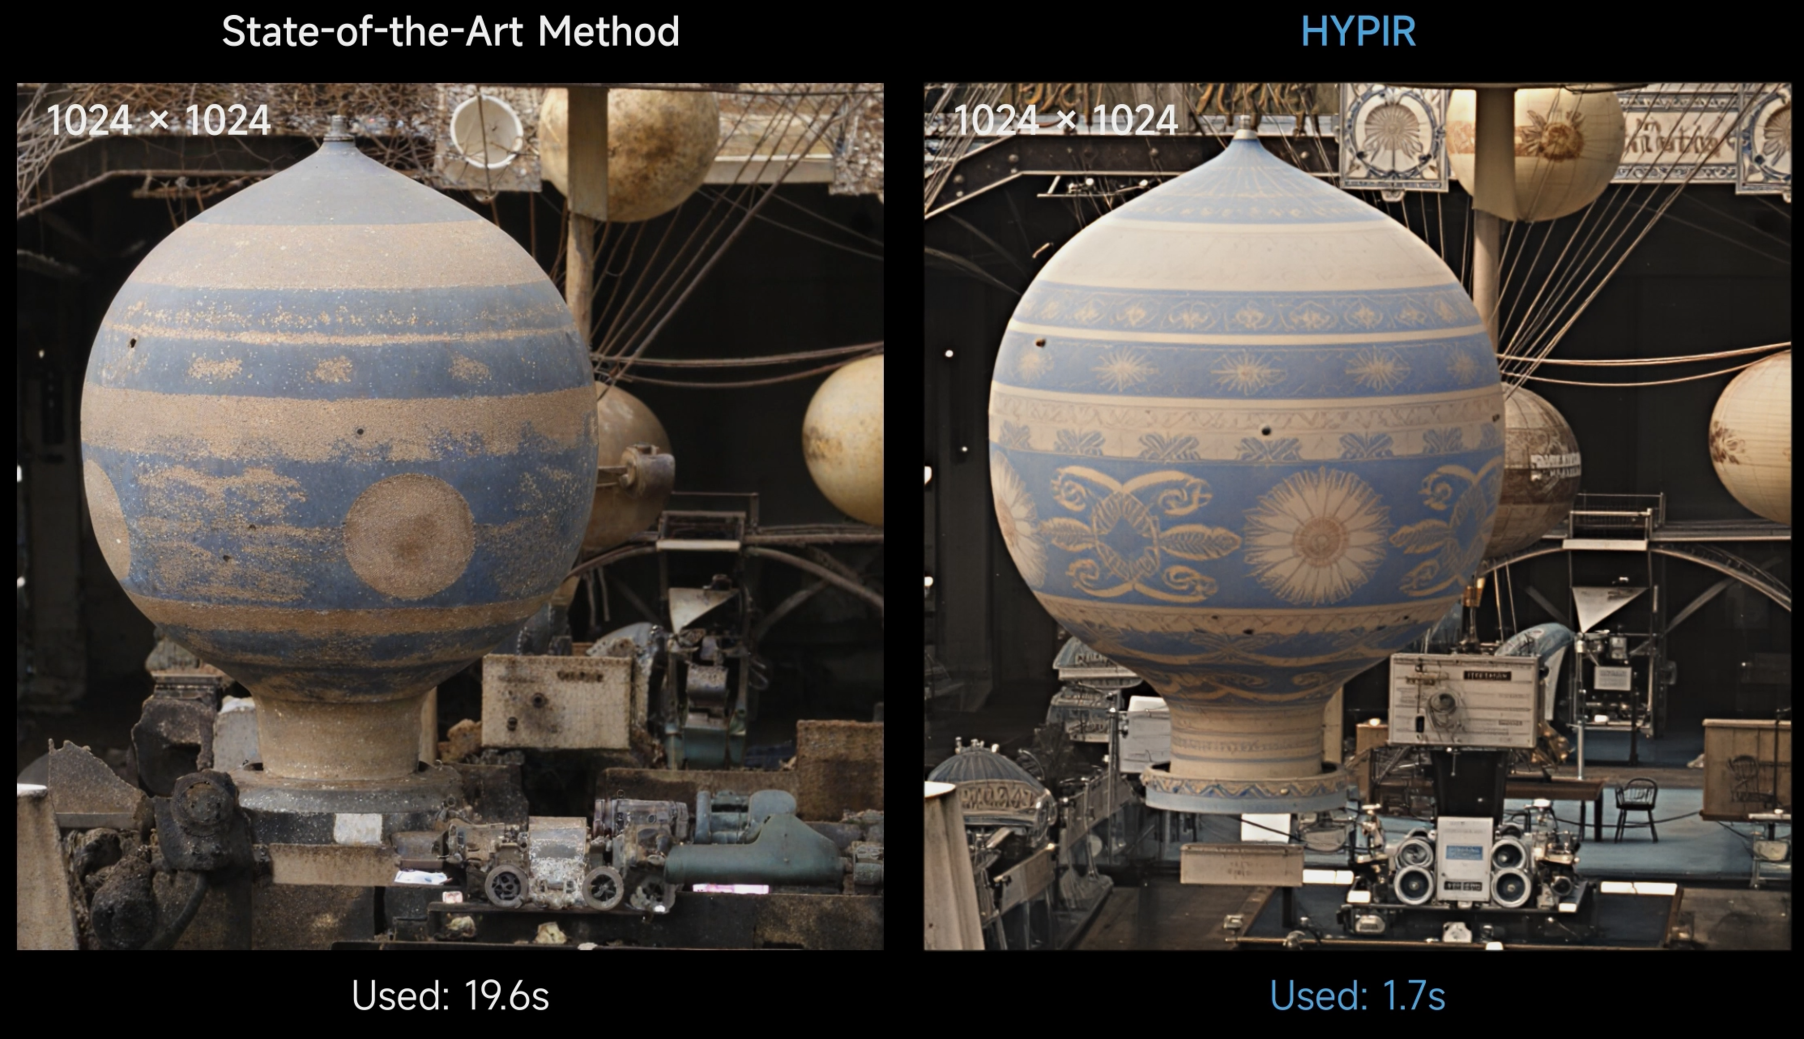 State-of-the-Art Method
HYPIR
1024 × 1024
1024 × 1024
Used: 19.6s
Used: 1.7s